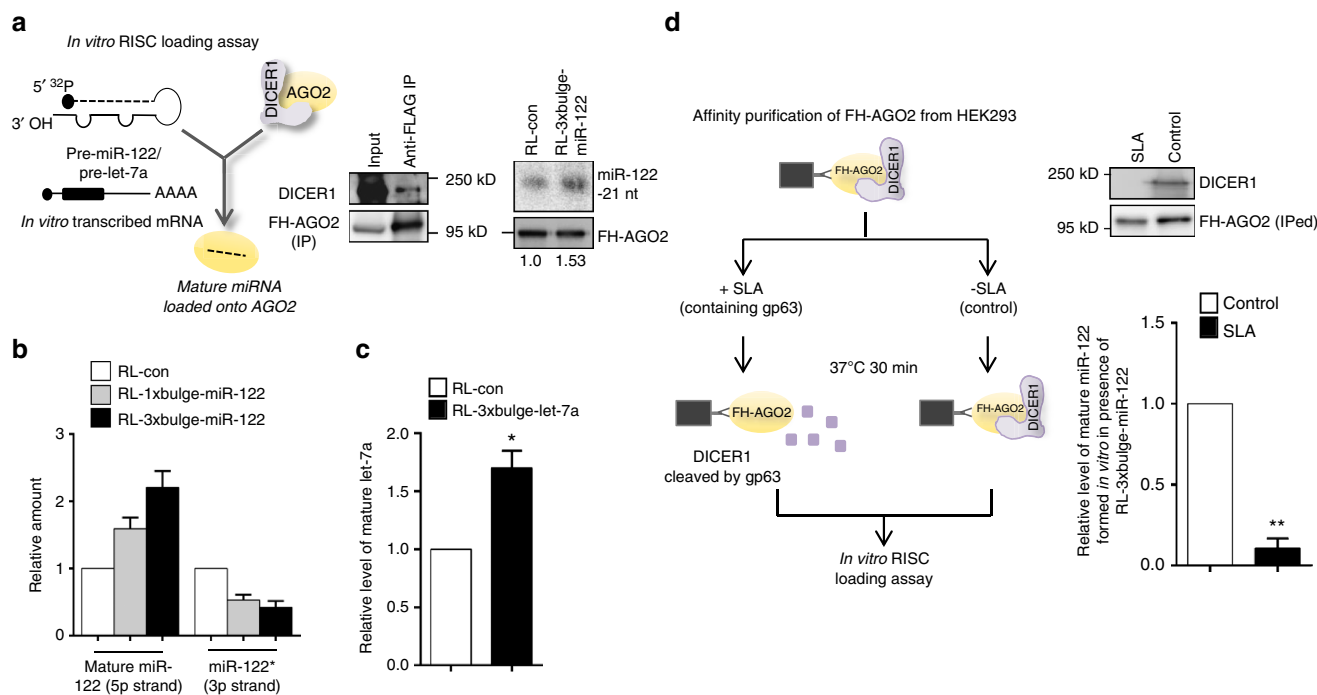 a
In vitro RISC loading assay
5′ 32P
3′ OH
DICER1
AGO2
Pre-miR-122/
pre-let-7a
AAAA
In vitro transcribed mRNA
Mature miRNA
loaded onto AGO2
Input
Anti-FLAG IP
DICER1
FH-AGO2
(IP)
250 kD
95 kD
RL-con
RL-3xbulge-
miR-122
miR-122
-21 nt
FH-AGO2
1.0 1.53
b
RL-con
RL-1xbulge-miR-122
RL-3xbulge-miR-122
Relative amount
3
2
1
0
Mature miR-
122 (5p strand)
miR-122*
(3p strand)
c
RL-con
RL-3xbulge-let-7a
Relative level of mature let-7a
2.0
1.5
1.0
0.5
0.0
*
d
Affinity purification of FH-AGO2 from HEK293
FH-AGO2
DICER1
+ SLA
(containing gp63)
-SLA
(control)
37°C 30 min
FH-AGO2
DICER1
cleaved by gp63
FH-AGO2
DICER1
In vitro RISC
loading assay
SLA
Control
250 kD
DICER1
95 kD
FH-AGO2 (IPed)
Control
SLA
Relative level of mature miR-122
formed in vitro in presence of
RL-3xbulge-miR-122
1.5
1.0
0.5
0.0
**